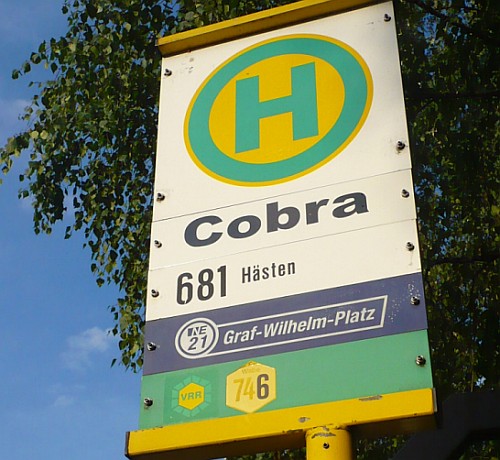 H
Cobra
681 Hästen
NE 21 Graf-Wilhelm-Platz
VRR 746